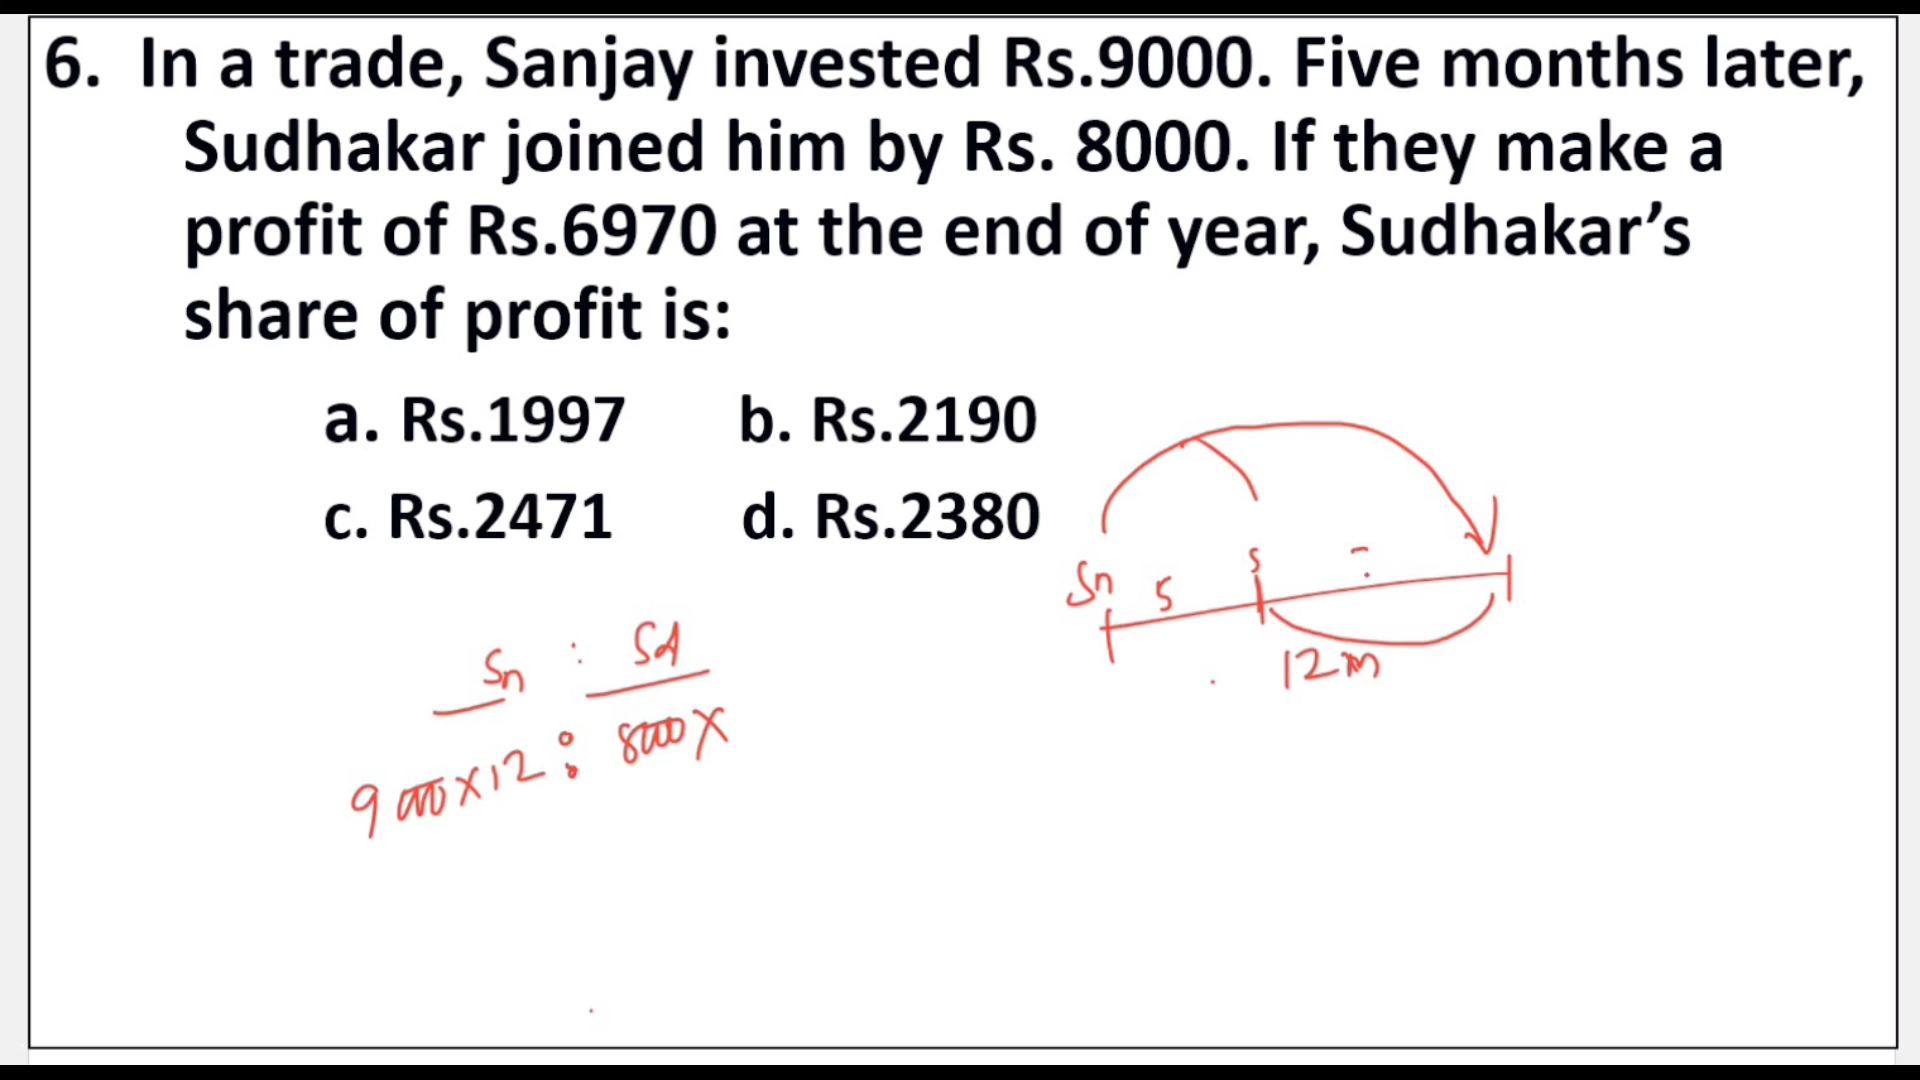 6. In a trade, Sanjay invested Rs.9000. Five months later,
Sudhakar joined him by Rs. 8000. If they make a
profit of Rs.6970 at the end of year, Sudhakar’s
share of profit is:
a. Rs.1997 b. Rs.2190
c. Rs.2471 d. Rs.2380
Sn 5 s
12m
Sn : Sd
9000x12 : 8000x